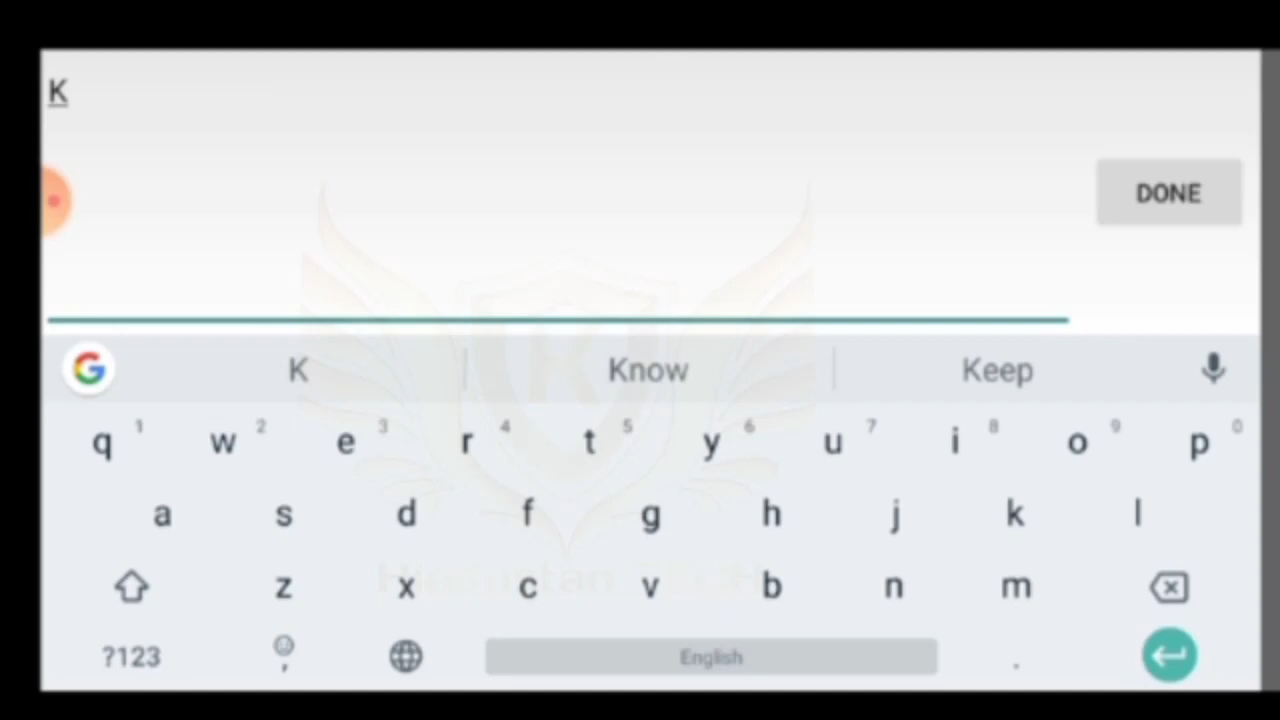 K
DONE
K Know Keep
q 1 w 2 e 3 r 4 t 5 y 6 u 7 i 8 o 9 p 0
a s d f g h j k l
z x c v b n m
?123 , English .